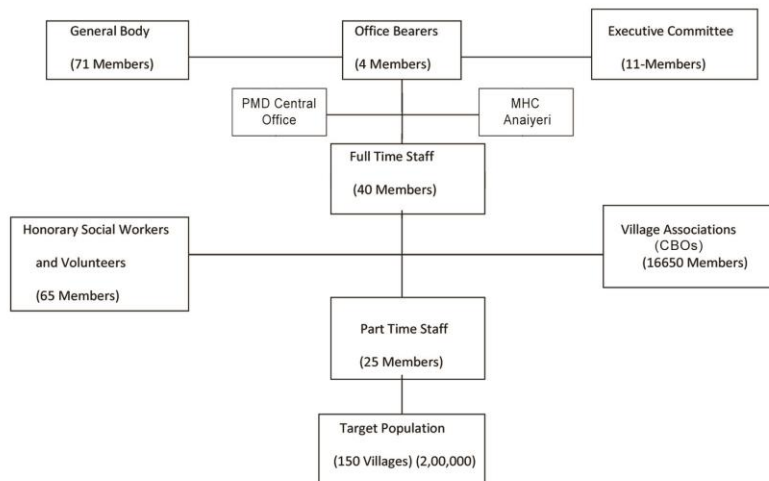 General Body
(71 Members)
Office Bearers
(4 Members)
Executive Committee
(11-Members)
PMD Central
Office
MHC
Anaiyeri
Full Time Staff
(40 Members)
Honorary Social Workers
and Volunteers
(65 Members)
Village Associations
(CBOs)
(16650 Members)
Part Time Staff
(25 Members)
Target Population
(150 Villages) (2,00,000)